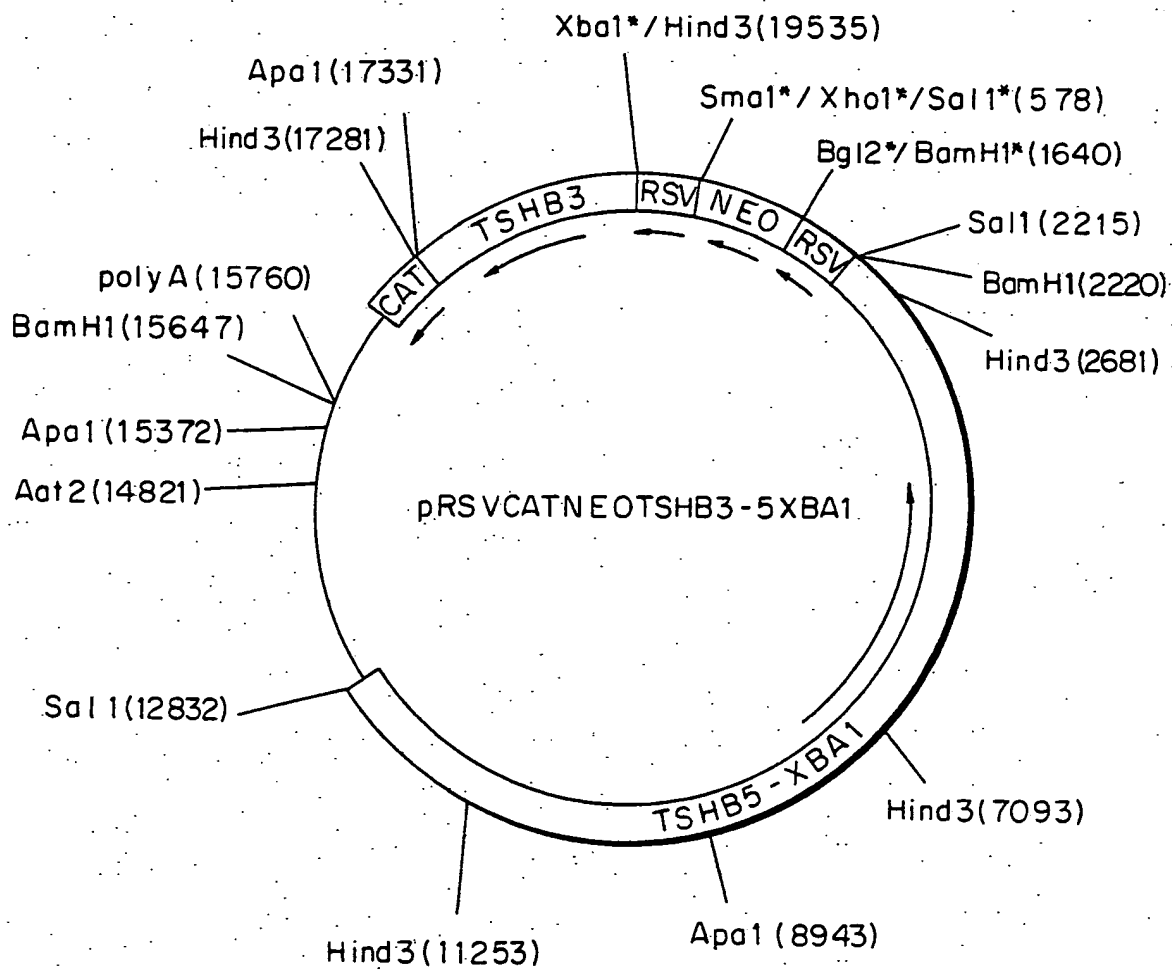 Xba1*/Hind3(19535)
Apa1(17331)
Sma1*/Xho1*/Sal1*(578)
Hind3(17281)
Bgl2*/BamH1*(1640)
TSHB3
RSV
NEO
RSV
Sal1(2215)
CAT
polyA(15760)
BamH1(2220)
BamH1(15647)
Hind3(2681)
Apa1(15372)
Aat2(14821)
pRSVCATNEOTSHB3-5XBA1
Sal1(12832)
TSHB5-XBA1
Hind3(7093)
Apa1(8943)
Hind3(11253)